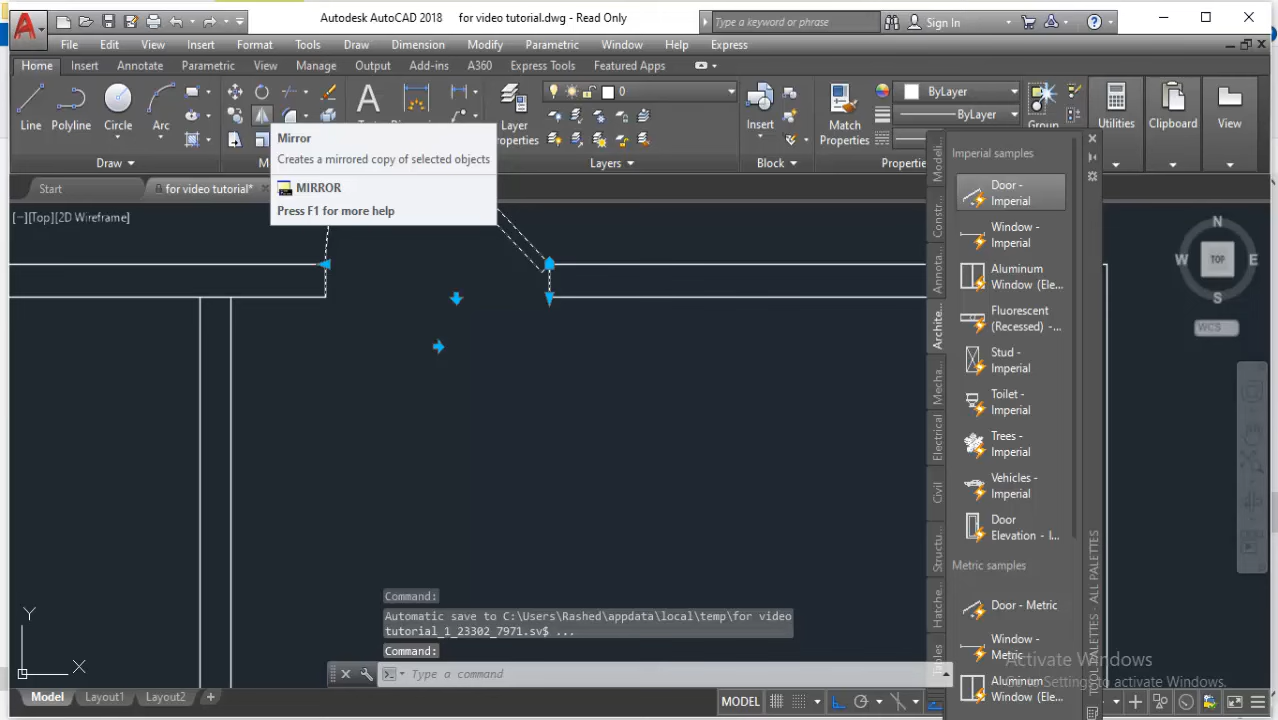 Autodesk AutoCAD 2018 for video tutorial.dwg - Read Only
Type a keyword or phrase
Sign In
File Edit View Insert Format Tools Draw Dimension Modify Parametric Window Help Express
Home Insert Annotate Parametric View Manage Output Add-ins A360 Express Tools Featured Apps
0
ByLayer
ByLayer
Line Polyline Circle Arc
Layer
Properties
Insert
Match
Properties
Group
Utilities Clipboard View
Draw
Layers
Block
Mirror
Creates a mirrored copy of selected objects
MIRROR
Press F1 for more help
Start
for video tutorial*
[−][Top][2D Wireframe]
Imperial samples
Door -
Imperial
Window -
Imperial
Aluminum
Window (Ele...
Fluorescent
(Recessed) -...
Stud -
Imperial
Toilet -
Imperial
Trees -
Imperial
Vehicles -
Imperial
Door
Elevation - I...
Metric samples
Door - Metric
Window -
Metric
Aluminum
Window (Ele...
Modeli
Constr...
Annota...
Archite...
Mecha...
Electrical
Civil
Structu...
Hatche...
Tables
TOOL PALETTES - ALL PALETTES
N
W TOP E
S
WCS
Command:
Automatic save to C:\Users\Rashed\appdata\local\temp\for video
tutorial_1_23302_7971.sv$ ...
Command:
Type a command
Y
X
Activate Windows
Go to Settings to activate Windows.
Model Layout1 Layout2 +
MODEL